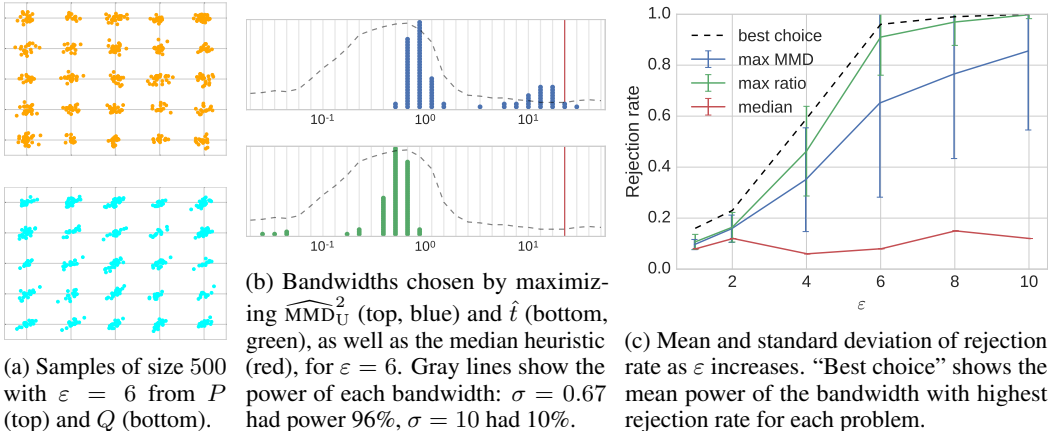 (a) Samples of size 500
with ε = 6 from P
(top) and Q (bottom).
10⁻¹ 10⁰ 10¹
10⁻¹ 10⁰ 10¹
(b) Bandwidths chosen by maximiz-
ing $\widehat{\mathrm{MMD}}_{\mathrm{U}}^2$ (top, blue) and $\hat{t}$ (bottom,
green), as well as the median heuristic
(red), for ε = 6. Gray lines show the
power of each bandwidth: σ = 0.67
had power 96%, σ = 10 had 10%.
1.0
0.8
0.6
0.4
0.2
0.0
Rejection rate
best choice
max MMD
max ratio
median
2 4 6 8 10
ε
(c) Mean and standard deviation of rejection
rate as ε increases. “Best choice” shows the
mean power of the bandwidth with highest
rejection rate for each problem.